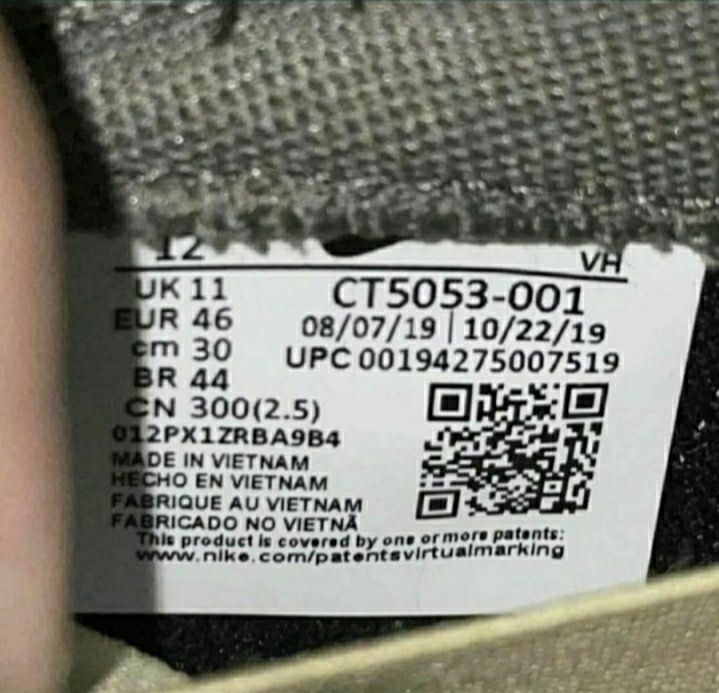 12
VH
UK 11
CT5053-001
EUR 46
08/07/19 | 10/22/19
cm 30
UPC 00194275007519
BR 44
CN 300(2.5)
012PX1ZRBA9B4
MADE IN VIETNAM
HECHO EN VIETNAM
FABRIQUE AU VIETNAM
FABRICADO NO VIETNÃ
This product is covered by one or more patents:
www.nike.com/patentsvirtualmarking